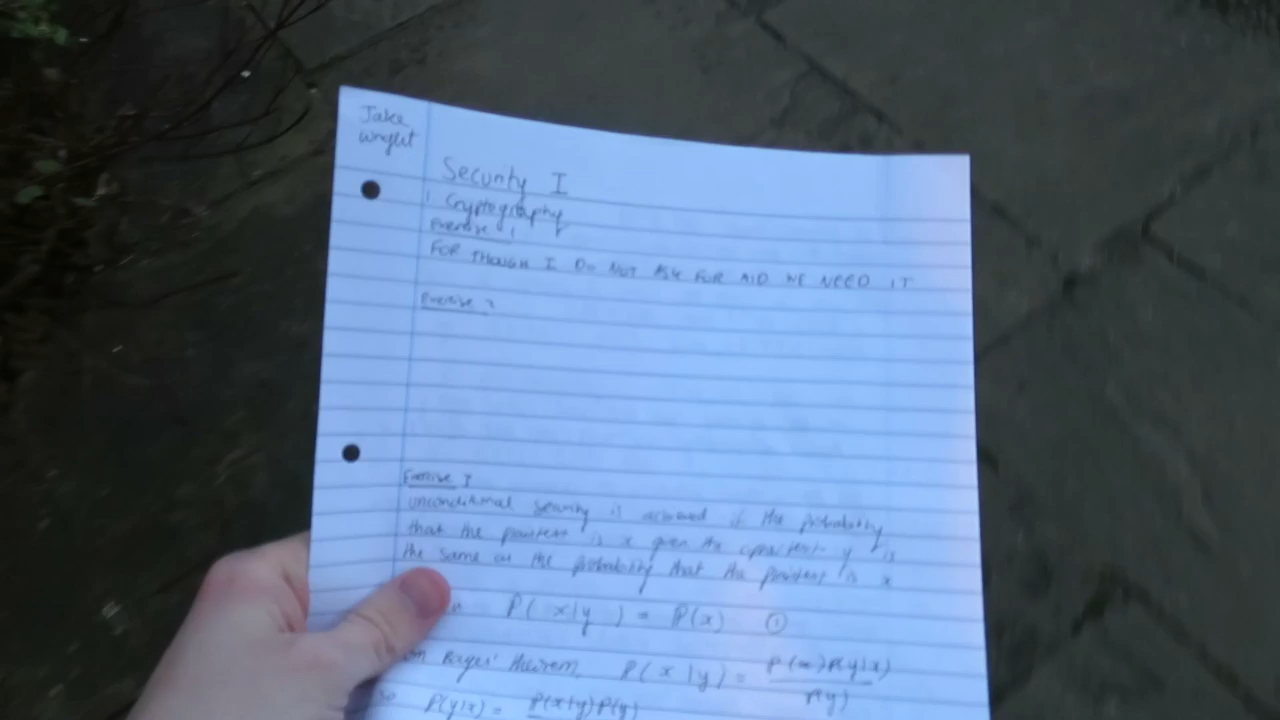 Jake
Wright
Security I
1 Cryptography
Exercise 1
FOR THOUGH I DO NOT ASK FOR AID WE NEED IT
Exercise 2
Exercise 3
Unconditional security is achieved if the probability
that the plaintext is x given the ciphertext y is
the same as the probability that the plaintext is x
P( x|y ) = P(x) ①
Bayes' theorem, P( x | y) = P(x)P(y|x)
P(y)
P(y|x) = P(x|y)P(y)